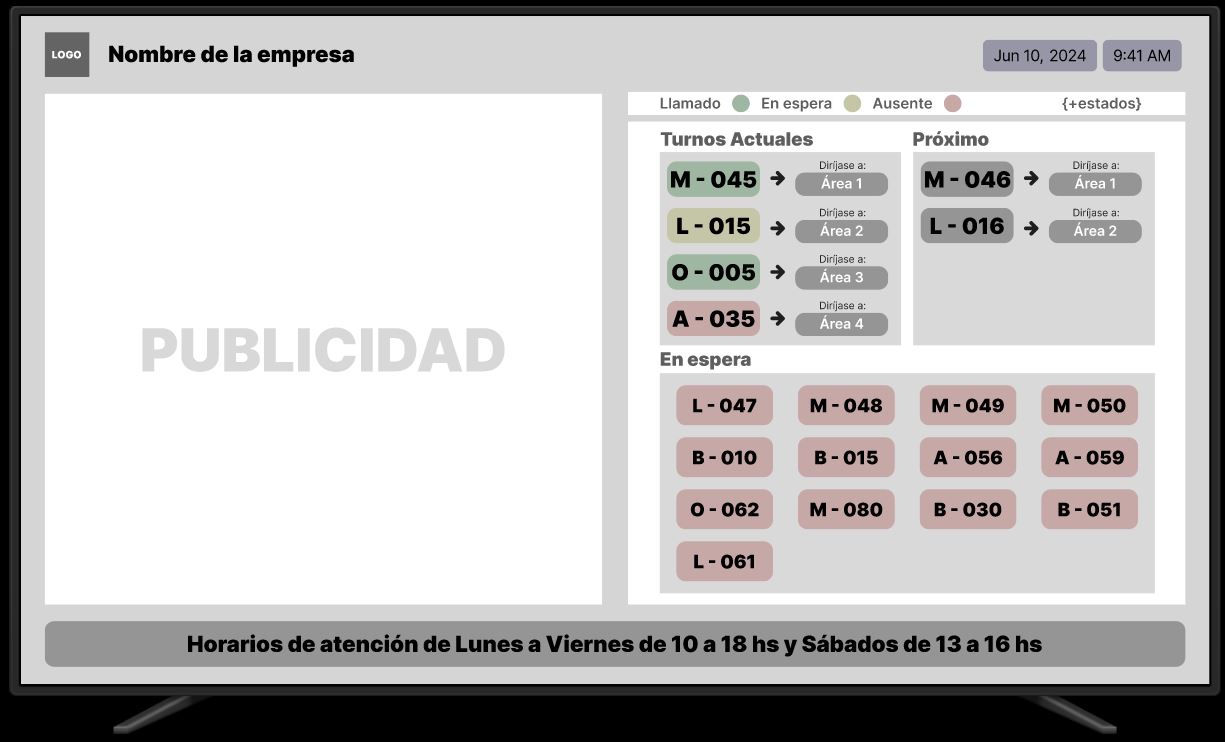 LOGO
Nombre de la empresa
Jun 10, 2024
9:41 AM
PUBLICIDAD
Llamado En espera Ausente {+estados}
Turnos Actuales
M - 045 → Diríjase a: Área 1
L - 015 → Diríjase a: Área 2
O - 005 → Diríjase a: Área 3
A - 035 → Diríjase a: Área 4
Próximo
M - 046 → Diríjase a: Área 1
L - 016 → Diríjase a: Área 2
En espera
L - 047 M - 048 M - 049 M - 050
B - 010 B - 015 A - 056 A - 059
O - 062 M - 080 B - 030 B - 051
L - 061
Horarios de atención de Lunes a Viernes de 10 a 18 hs y Sábados de 13 a 16 hs